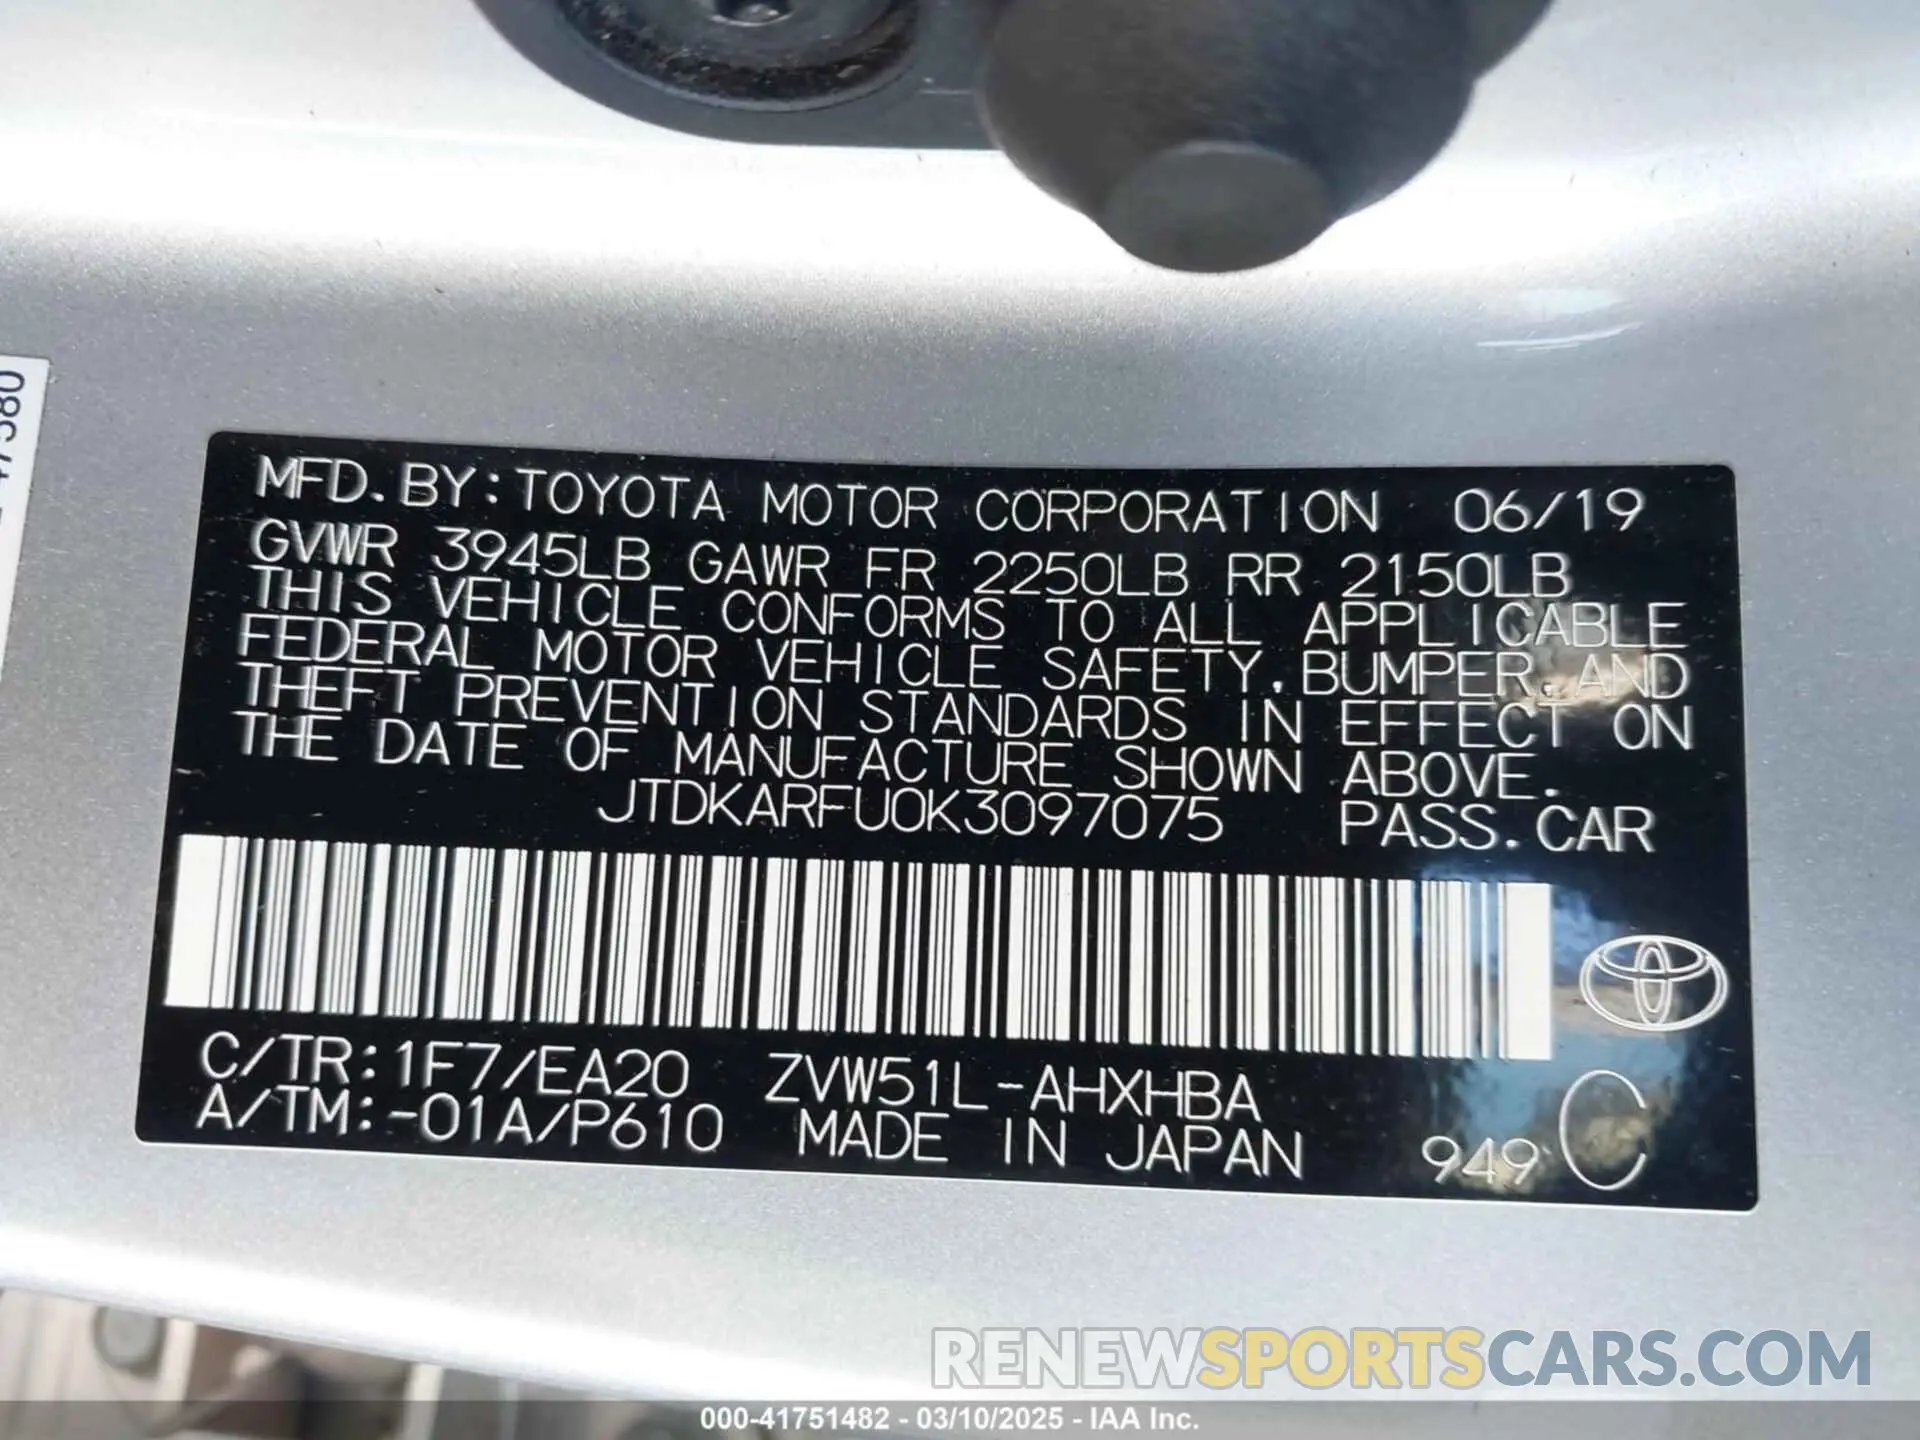 MFD. BY: TOYOTA MOTOR CORPORATION 06/19
GVWR 3945LB GAWR FR 2250LB RR 2150LB
THIS VEHICLE CONFORMS TO ALL APPLICABLE
FEDERAL MOTOR VEHICLE SAFETY, BUMPER, AND
THEFT PREVENTION STANDARDS IN EFFECT ON
THE DATE OF MANUFACTURE SHOWN ABOVE.
JTDKARFU0K3097075 PASS. CAR
C/TR: 1F7/EA20 ZVW51L-AHXHBA
A/TM: -01A/P610 MADE IN JAPAN 949 C
RENEWSPORTSCARS.COM
000-41751482 - 03/10/2025 - IAA Inc.